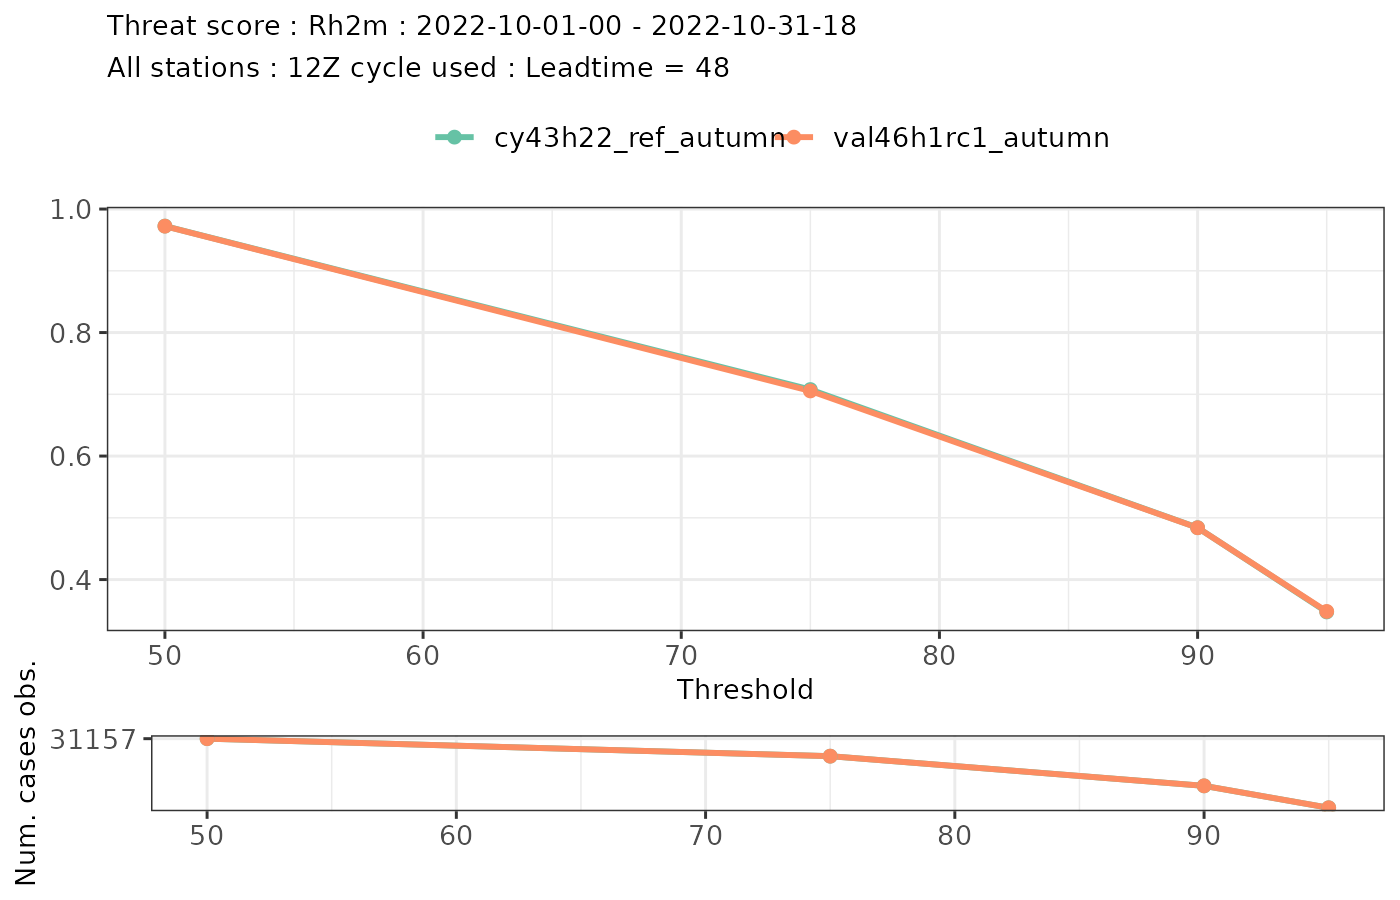 Threat score : Rh2m : 2022-10-01-00 - 2022-10-31-18
All stations : 12Z cycle used : Leadtime = 48
cy43h22_ref_autumn val46h1rc1_autumn
1.0
0.8
0.6
0.4
50 60 70 80 90
Threshold
Num. cases obs.
31157
50 60 70 80 90